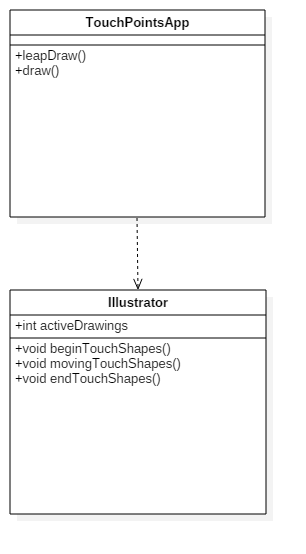 TouchPointsApp
+leapDraw()
+draw()
Illustrator
+int activeDrawings
+void beginTouchShapes()
+void movingTouchShapes()
+void endTouchShapes()